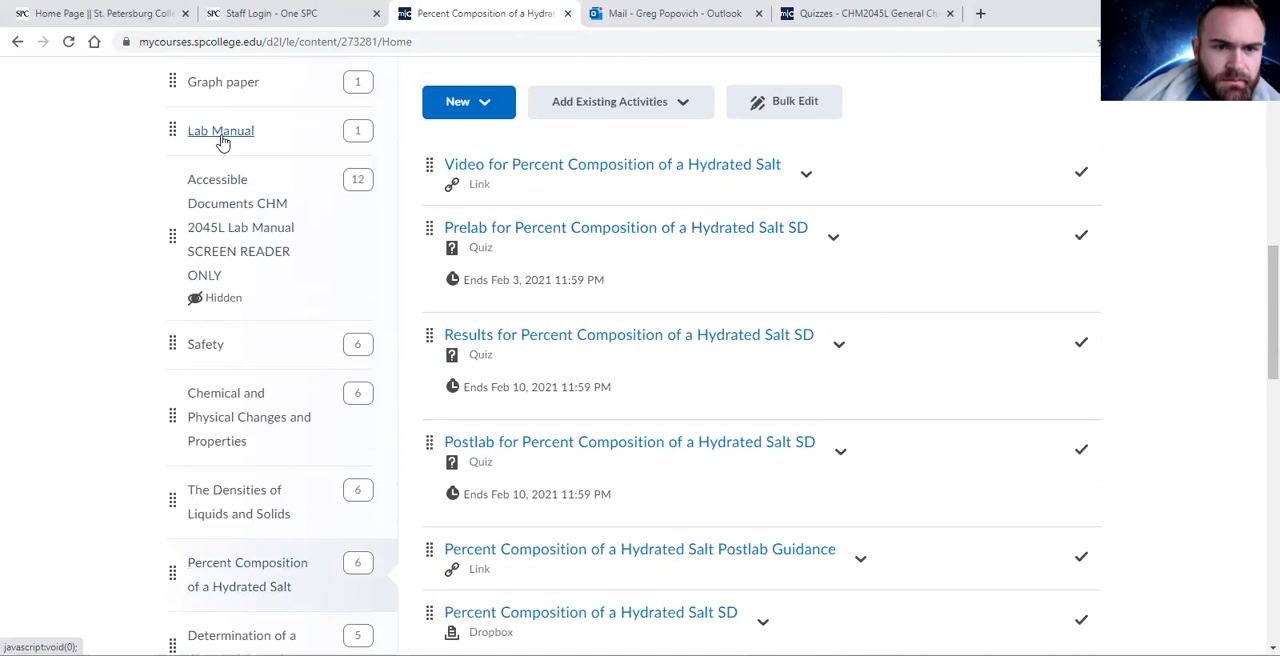 SPC Home Page || St. Petersburg Coll
SPC Staff Login - One SPC
m|c Percent Composition of a Hydrat
Mail - Greg Popovich - Outlook
m|c Quizzes - CHM2045L General Ch
mycourses.spcollege.edu/d2l/le/content/273281/Home
Graph paper 1
Lab Manual 1
Accessible 12
Documents CHM
2045L Lab Manual
SCREEN READER
ONLY
Hidden
Safety 6
Chemical and 6
Physical Changes and
Properties
The Densities of 6
Liquids and Solids
Percent Composition 6
of a Hydrated Salt
Determination of a 5
New
Add Existing Activities
Bulk Edit
Video for Percent Composition of a Hydrated Salt
Link
Prelab for Percent Composition of a Hydrated Salt SD
Quiz
Ends Feb 3, 2021 11:59 PM
Results for Percent Composition of a Hydrated Salt SD
Quiz
Ends Feb 10, 2021 11:59 PM
Postlab for Percent Composition of a Hydrated Salt SD
Quiz
Ends Feb 10, 2021 11:59 PM
Percent Composition of a Hydrated Salt Postlab Guidance
Link
Percent Composition of a Hydrated Salt SD
Dropbox
javascript:void(0);